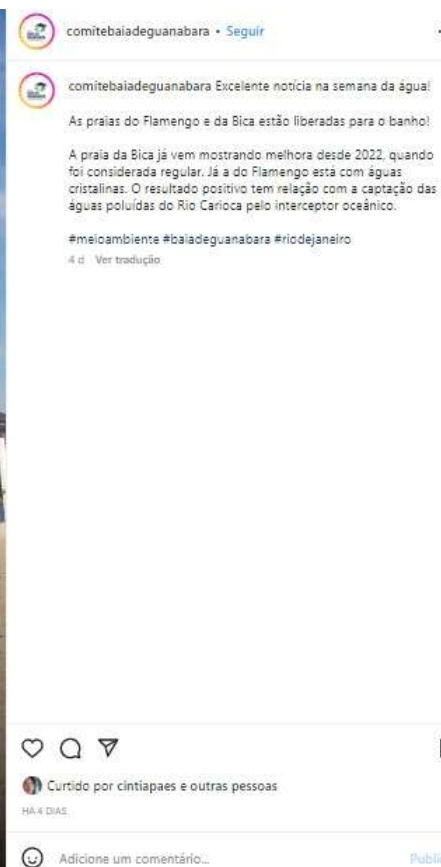 comitebaiadeguanabara • Seguir
comitebaiadeguanabara Excelente notícia na semana da água!
As praias do Flamengo e da Bica estão liberadas para o banho!
A praia da Bica já vem mostrando melhora desde 2022, quando
foi considerada regular. Já a do Flamengo está com águas
cristalinas. O resultado positivo tem relação com a captação das
águas poluídas do Rio Carioca pelo interceptor oceânico.
#meioambiente #baiadeguanabara #riodejaneiro
4 d Ver tradução
Curtido por cintiapaes e outras pessoas
HÁ 4 DIAS
Adicione um comentário...